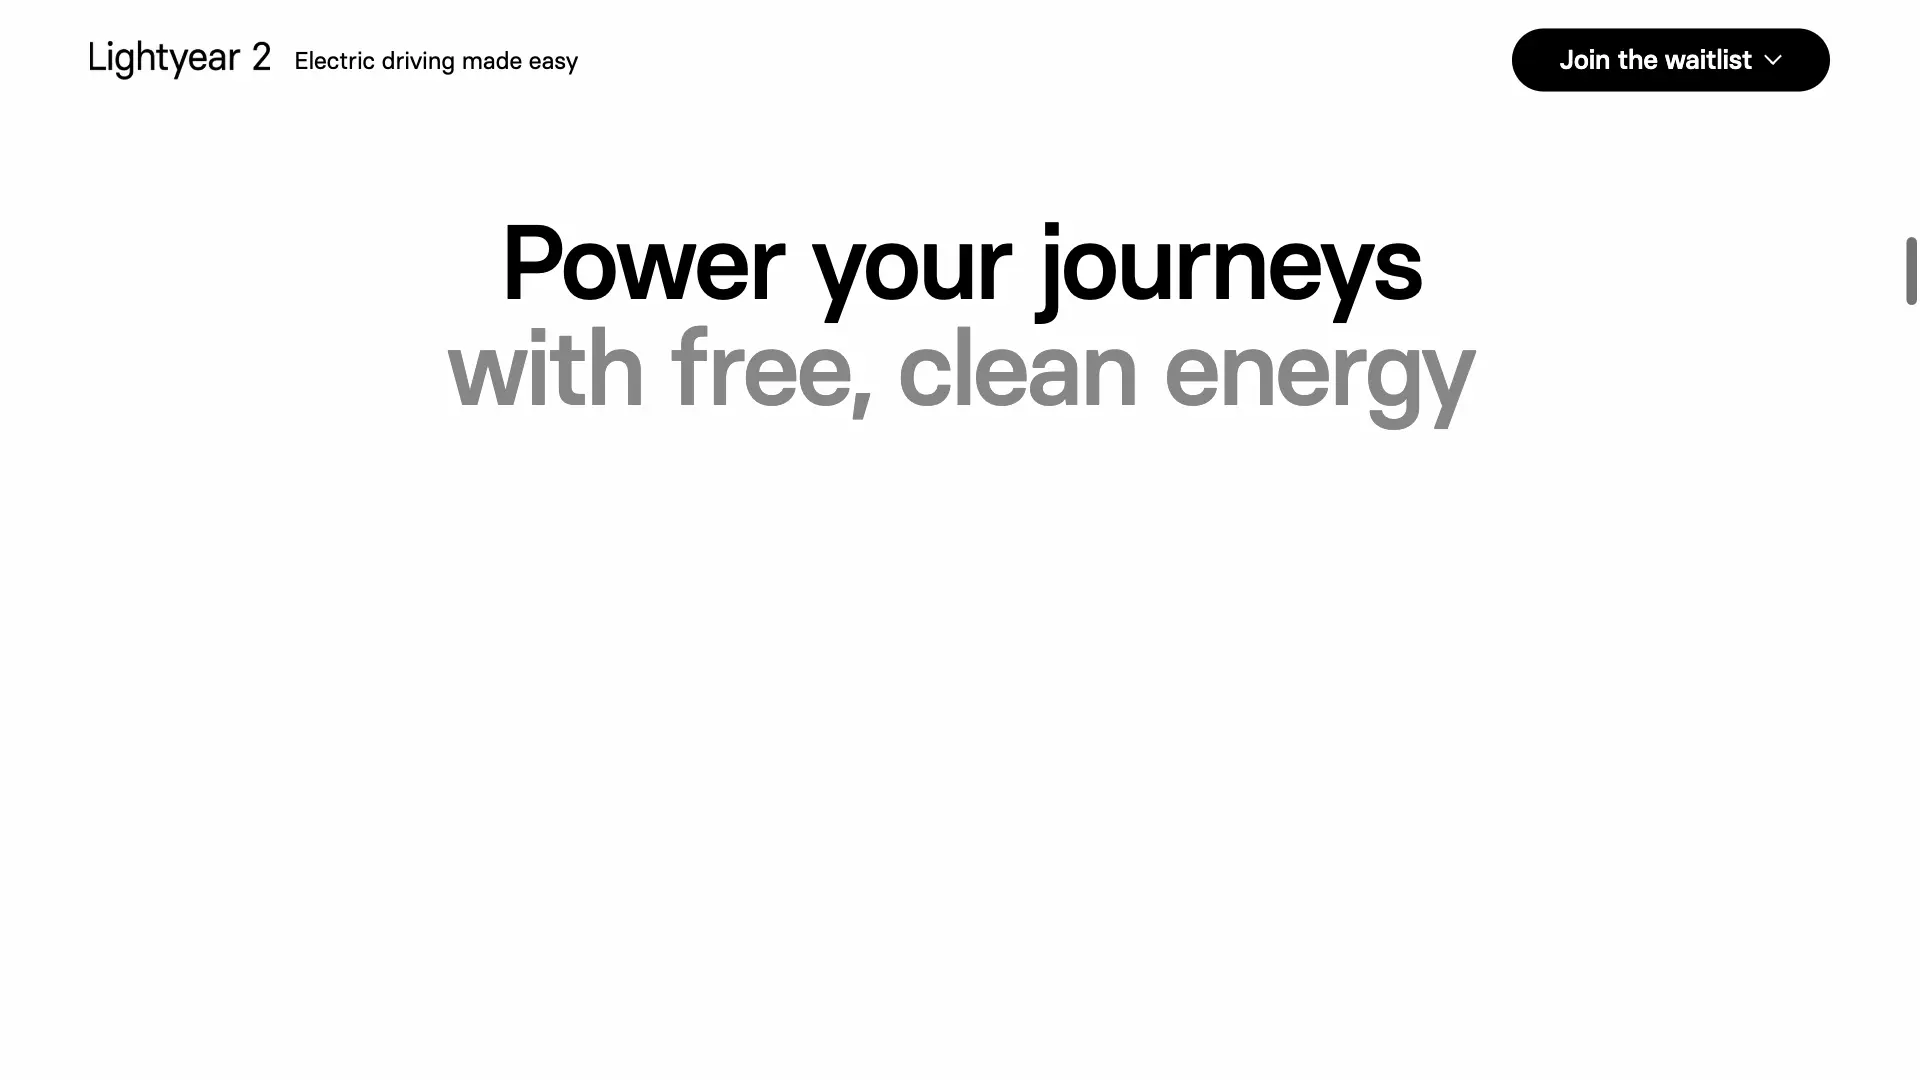 Lightyear 2 Electric driving made easy
Join the waitlist
Power your journeys
with free, clean energy